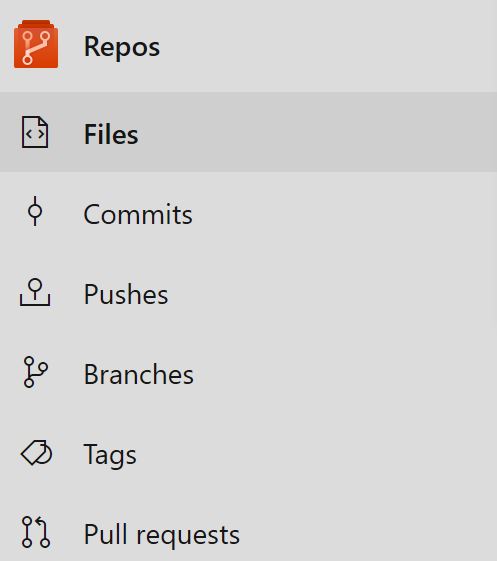 Repos
Files
Commits
Pushes
Branches
Tags
Pull requests